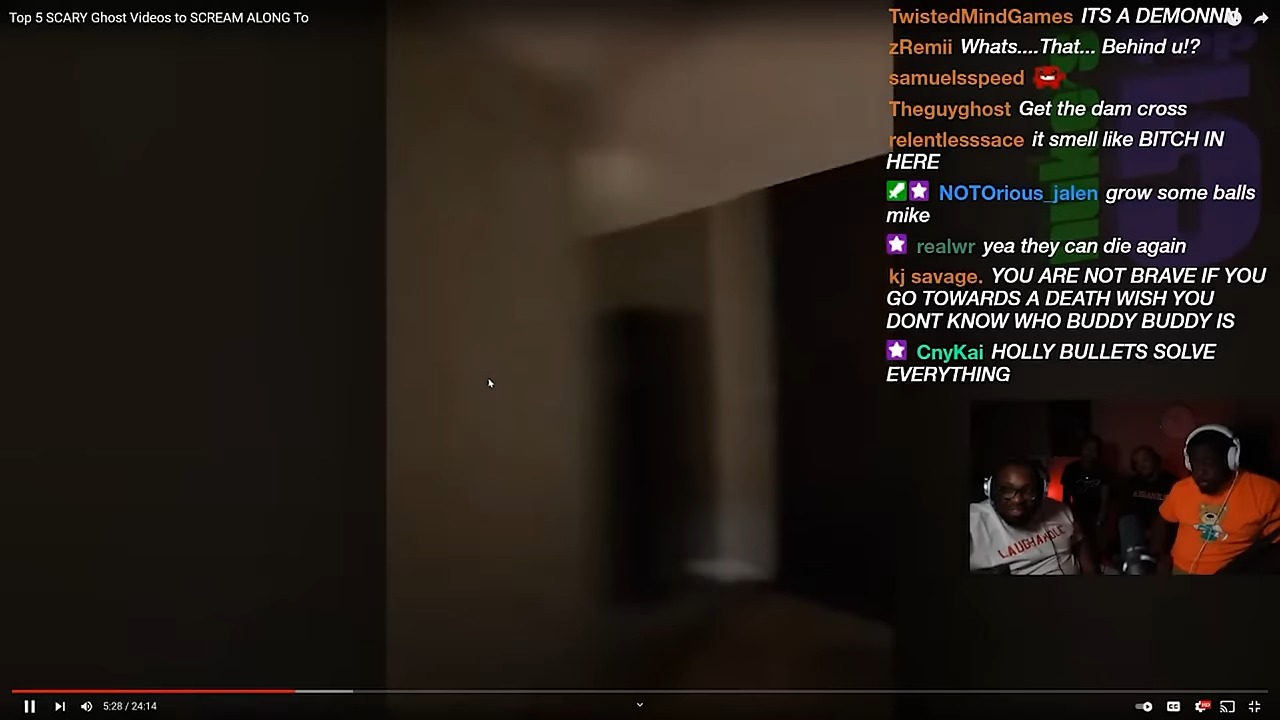 Top 5 SCARY Ghost Videos to SCREAM ALONG To
TwistedMindGames ITS A DEMONNN
zRemii Whats....That... Behind u!?
samuelsspeed
Theguyghost Get the dam cross
relentlesssace it smell like BITCH IN
HERE
NOTOrious_jalen grow some balls
mike
realwr yea they can die again
kj savage. YOU ARE NOT BRAVE IF YOU
GO TOWARDS A DEATH WISH YOU
DONT KNOW WHO BUDDY BUDDY IS
CnyKai HOLLY BULLETS SOLVE
EVERYTHING
LAUGHABLE
5:28 / 24:14
CC
HD